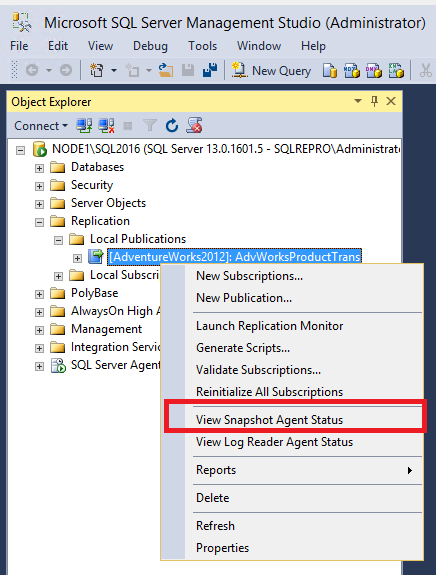 Microsoft SQL Server Management Studio (Administrator)
File Edit View Debug Tools Window Help
New Query
Object Explorer
Connect
NODE1\SQL2016 (SQL Server 13.0.1601.5 - SQLREPRO\Administrato
Databases
Security
Server Objects
Replication
Local Publications
[AdventureWorks2012]: AdvWorksProductTrans
Local Subscri
PolyBase
AlwaysOn High A
Management
Integration Servic
SQL Server Agent
New Subscriptions...
New Publication...
Launch Replication Monitor
Generate Scripts...
Validate Subscriptions...
Reinitialize All Subscriptions
View Snapshot Agent Status
View Log Reader Agent Status
Reports
Delete
Refresh
Properties